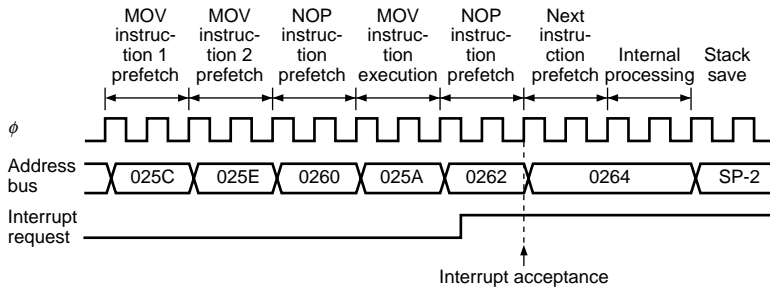 MOV
instruc-
tion 1
prefetch
MOV
instruc-
tion 2
prefetch
NOP
instruc-
tion
prefetch
MOV
instruc-
tion
execution
NOP
instruc-
tion
prefetch
Next
instru-
ction
prefetch
Internal
processing
Stack
save
φ
Address
bus
025C 025E 0260 025A 0262 0264 SP-2
Interrupt
request
Interrupt acceptance